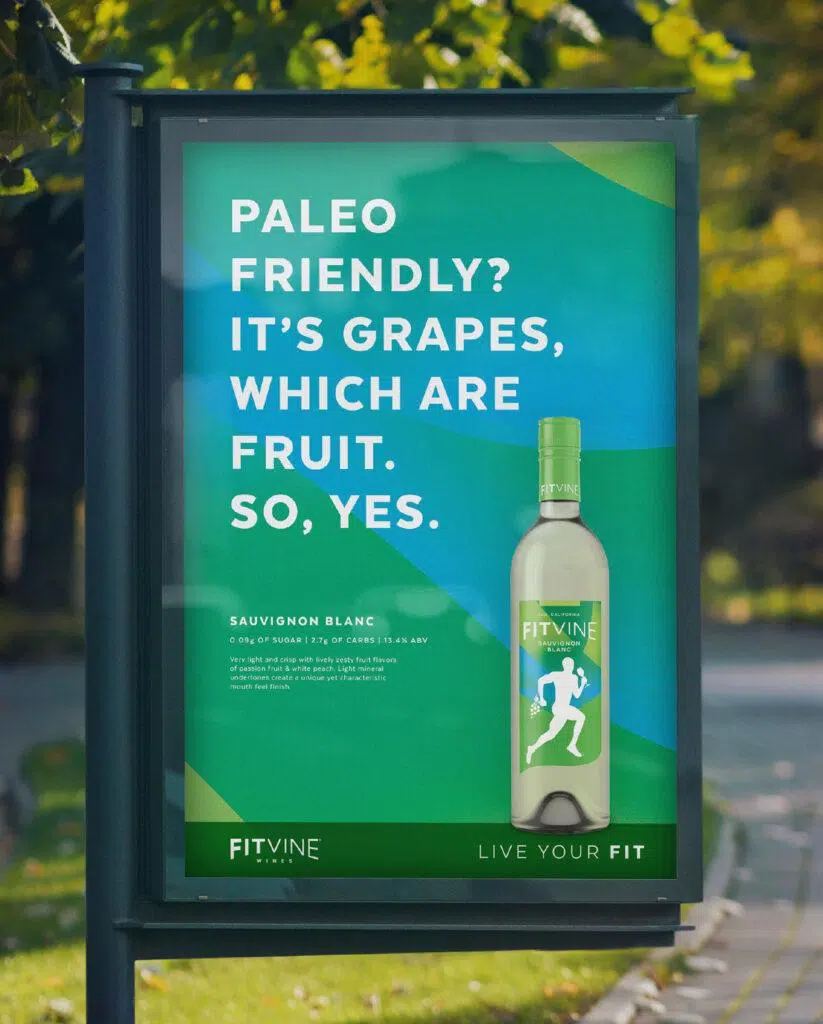 PALEO
FRIENDLY?
IT'S GRAPES,
WHICH ARE
FRUIT.
SO, YES.
SAUVIGNON BLANC
0.09g OF SUGAR | 2.7g OF CARBS | 13.4% ABV
Very light and crisp with lively zesty fruit flavors
of passion fruit & white peach. Light mineral
undertones create a unique yet characteristic
mouth feel finish.
FITVINE
CALIFORNIA
FITVINE
SAUVIGNON
BLANC
FITVINE
WINES
LIVE YOUR FIT